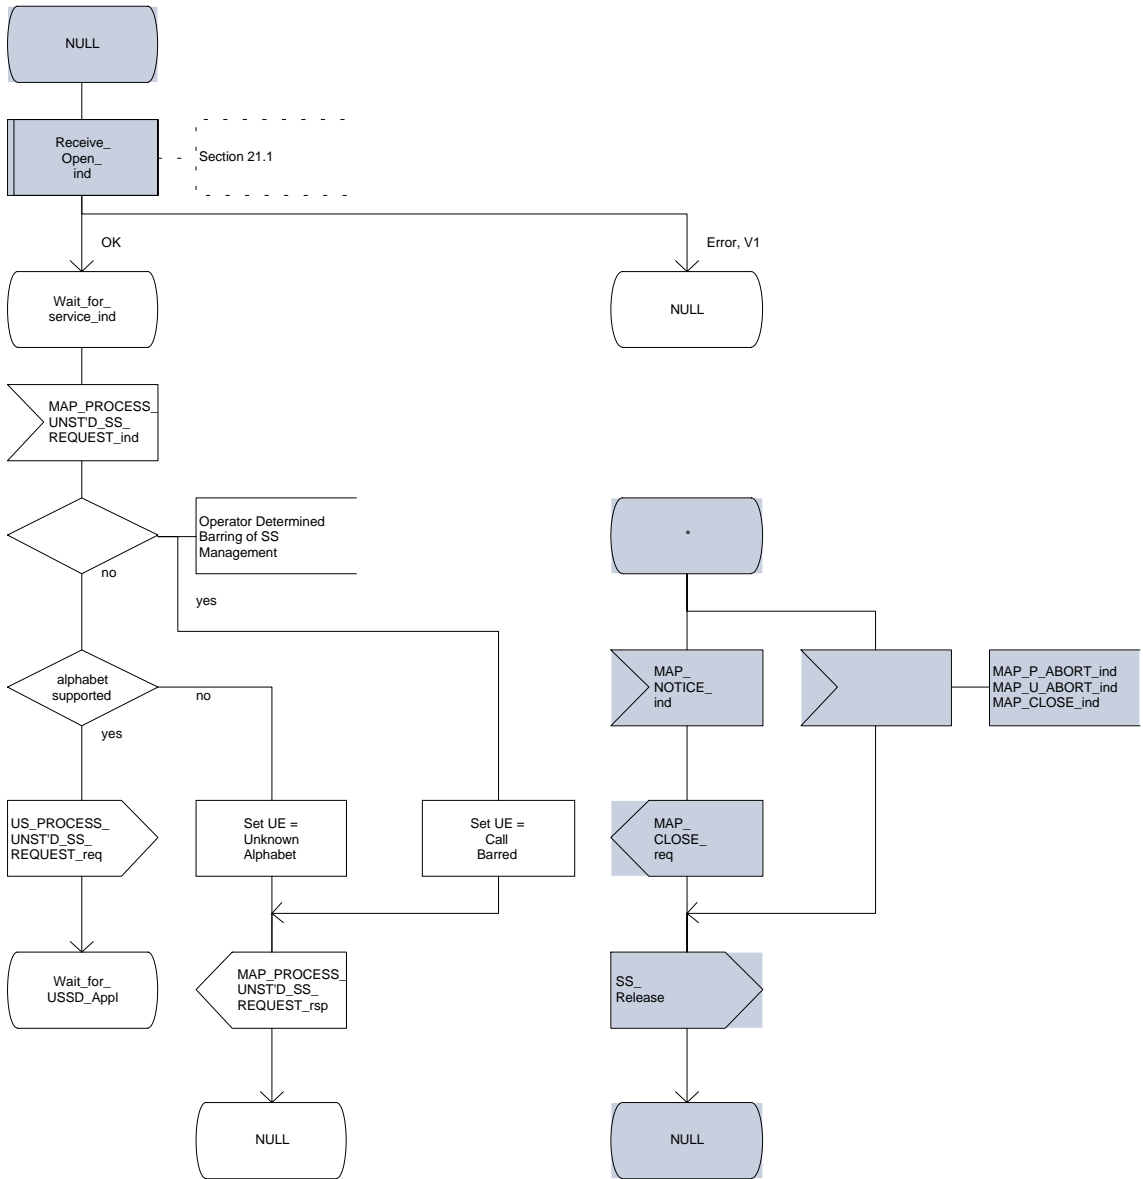 NULL
Receive_
Open_
ind
Section 21.1
OK
Error, V1
Wait_for_
service_ind
NULL
MAP_PROCESS_
UNST'D_SS_
REQUEST_ind
Operator Determined
Barring of SS
Management
no
yes
*
alphabet
supported
no
yes
MAP_
NOTICE_
ind
MAP_P_ABORT_ind
MAP_U_ABORT_ind
MAP_CLOSE_ind
US_PROCESS_
UNST'D_SS_
REQUEST_req
Set UE =
Unknown
Alphabet
Set UE =
Call
Barred
MAP_
CLOSE_
req
Wait_for_
USSD_Appl
MAP_PROCESS_
UNST'D_SS_
REQUEST_rsp
SS_
Release
NULL
NULL